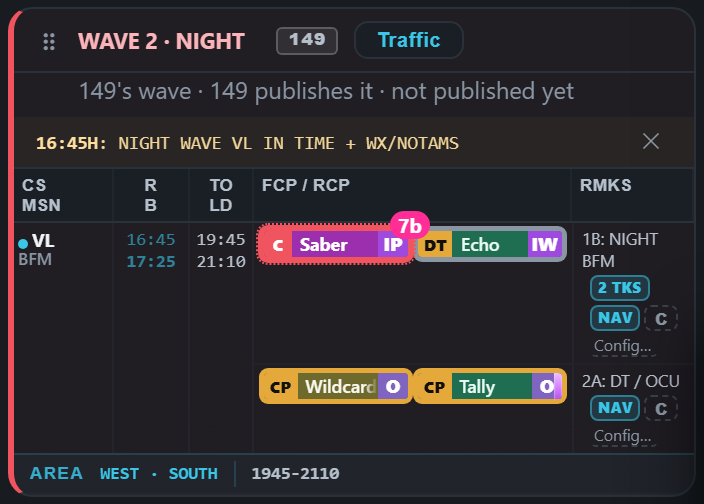 WAVE 2 · NIGHT 149 Traffic
149's wave · 149 publishes it · not published yet
16:45H: NIGHT WAVE VL IN TIME + WX/NOTAMS
CS R TO FCP / RCP RMKS
MSN B LD
7b
VL 16:45 19:45 C Saber IP DT Echo IW 1B: NIGHT
BFM 17:25 21:10 BFM
2 TKS
NAV C
Config...
CP Wildcard O CP Tally O 2A: DT / OCU
NAV C
Config...
AREA WEST · SOUTH 1945-2110